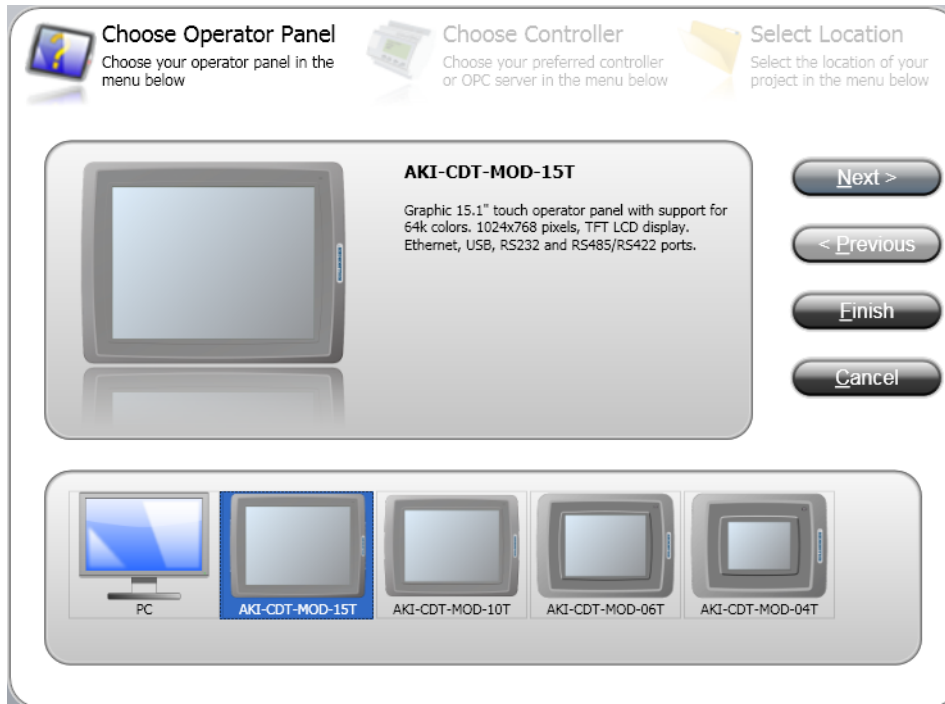 Choose Operator Panel
Choose your operator panel in the
menu below
Choose Controller
Choose your preferred controller
or OPC server in the menu below
Select Location
Select the location of your
project in the menu below
AKI-CDT-MOD-15T
Graphic 15.1" touch operator panel with support for
64k colors. 1024x768 pixels, TFT LCD display.
Ethernet, USB, RS232 and RS485/RS422 ports.
Next >
< Previous
Finish
Cancel
PC
AKI-CDT-MOD-15T
AKI-CDT-MOD-10T
AKI-CDT-MOD-06T
AKI-CDT-MOD-04T